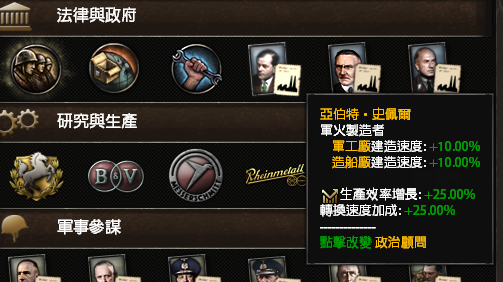 法律與政府
研究與生產
B&V
MESSERSCHMITT
Rheinmetall
軍事參謀
亞伯特·史佩爾
軍火製造者
軍工廠建造速度: +10.00%
造船廠建造速度: +10.00%
生產效率增長: +25.00%
轉換速度加成: +25.00%
--------------
點擊改變 政治顧問